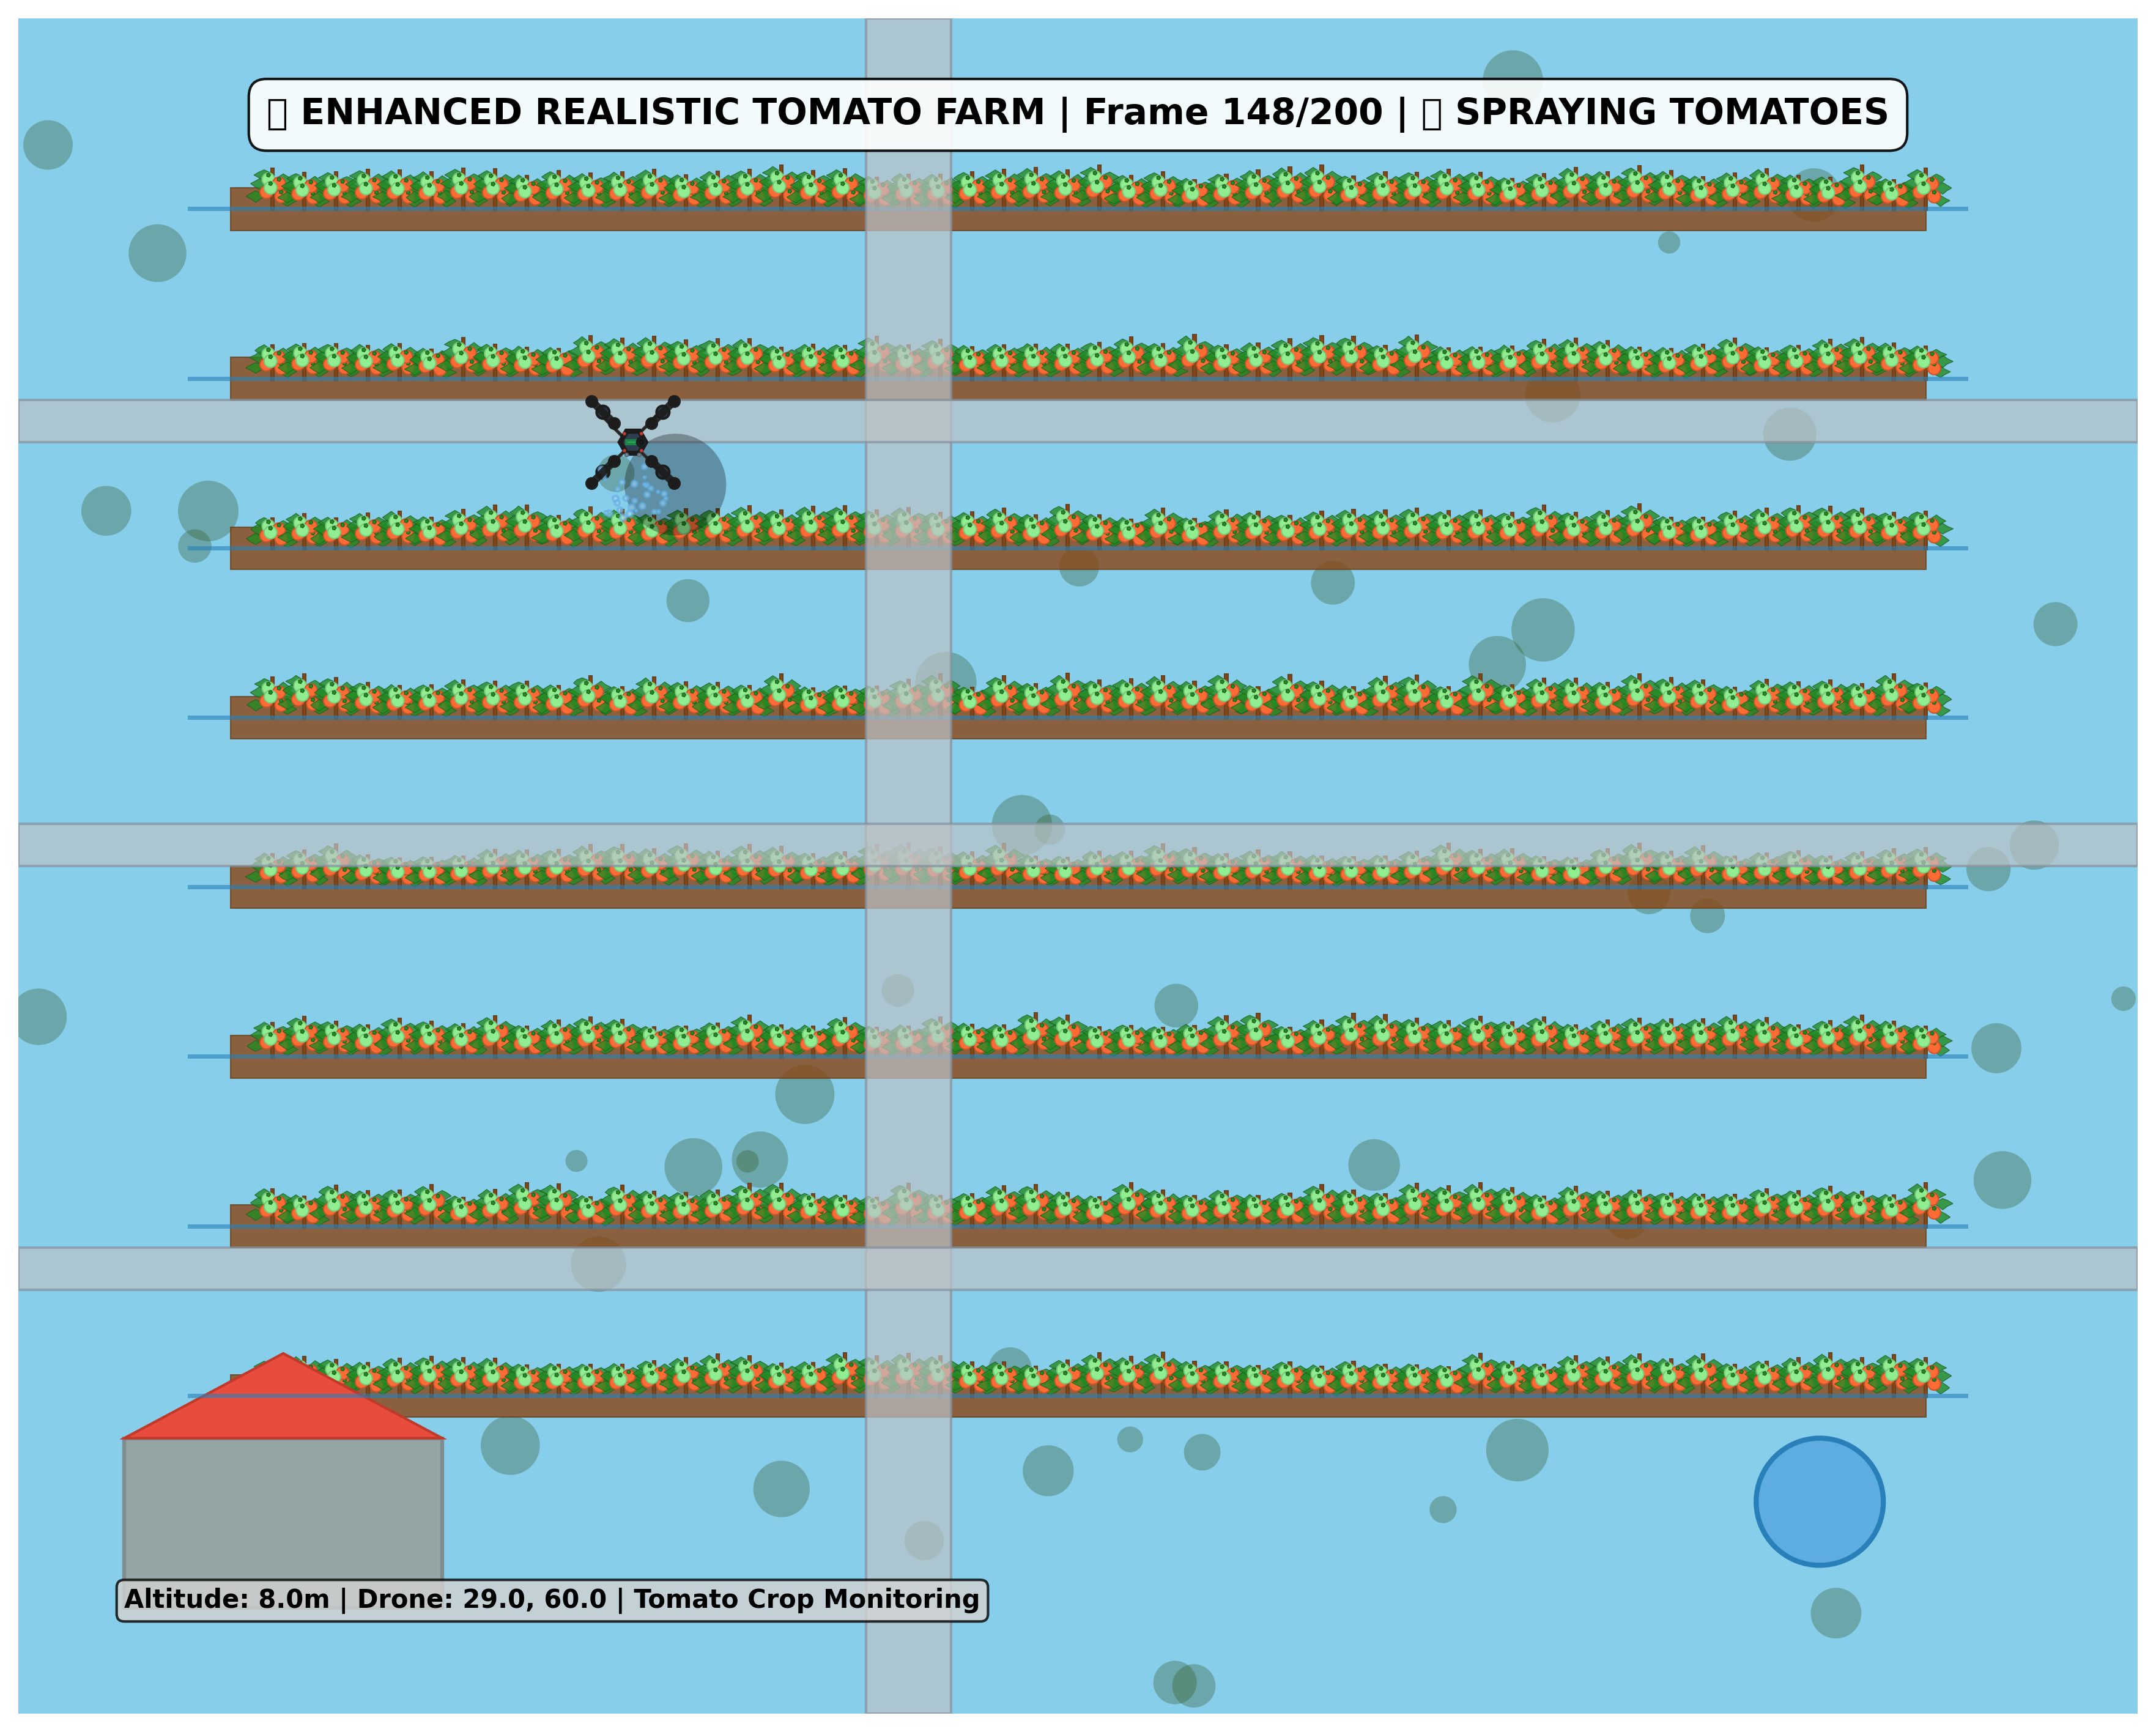 ▯ ENHANCED REALISTIC TOMATO FARM | Frame 148/200 | ▯ SPRAYING TOMATOES
Altitude: 8.0m | Drone: 29.0, 60.0 | Tomato Crop Monitoring